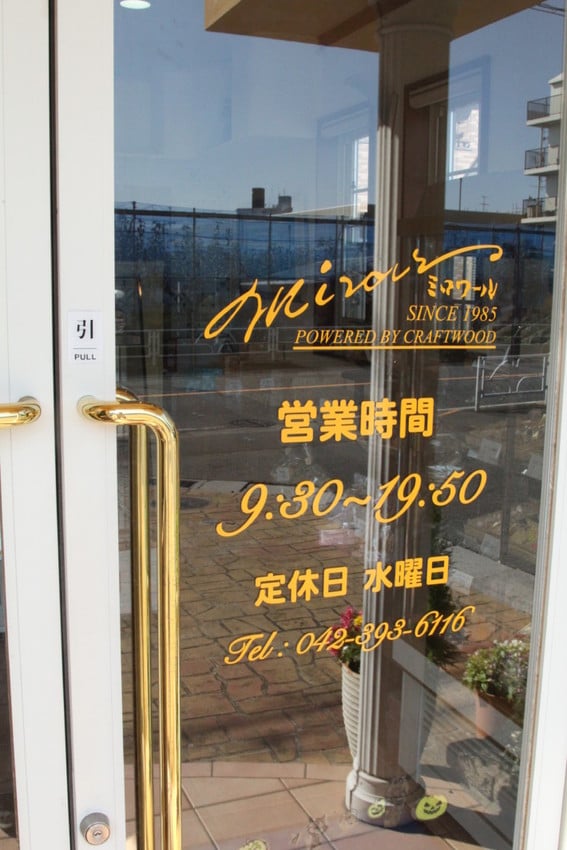 Miroir
ミロワール
SINCE 1985
POWERED BY CRAFTWOOD
引
PULL
営業時間
9:30~19:50
定休日 水曜日
Tel : 042-393-6116